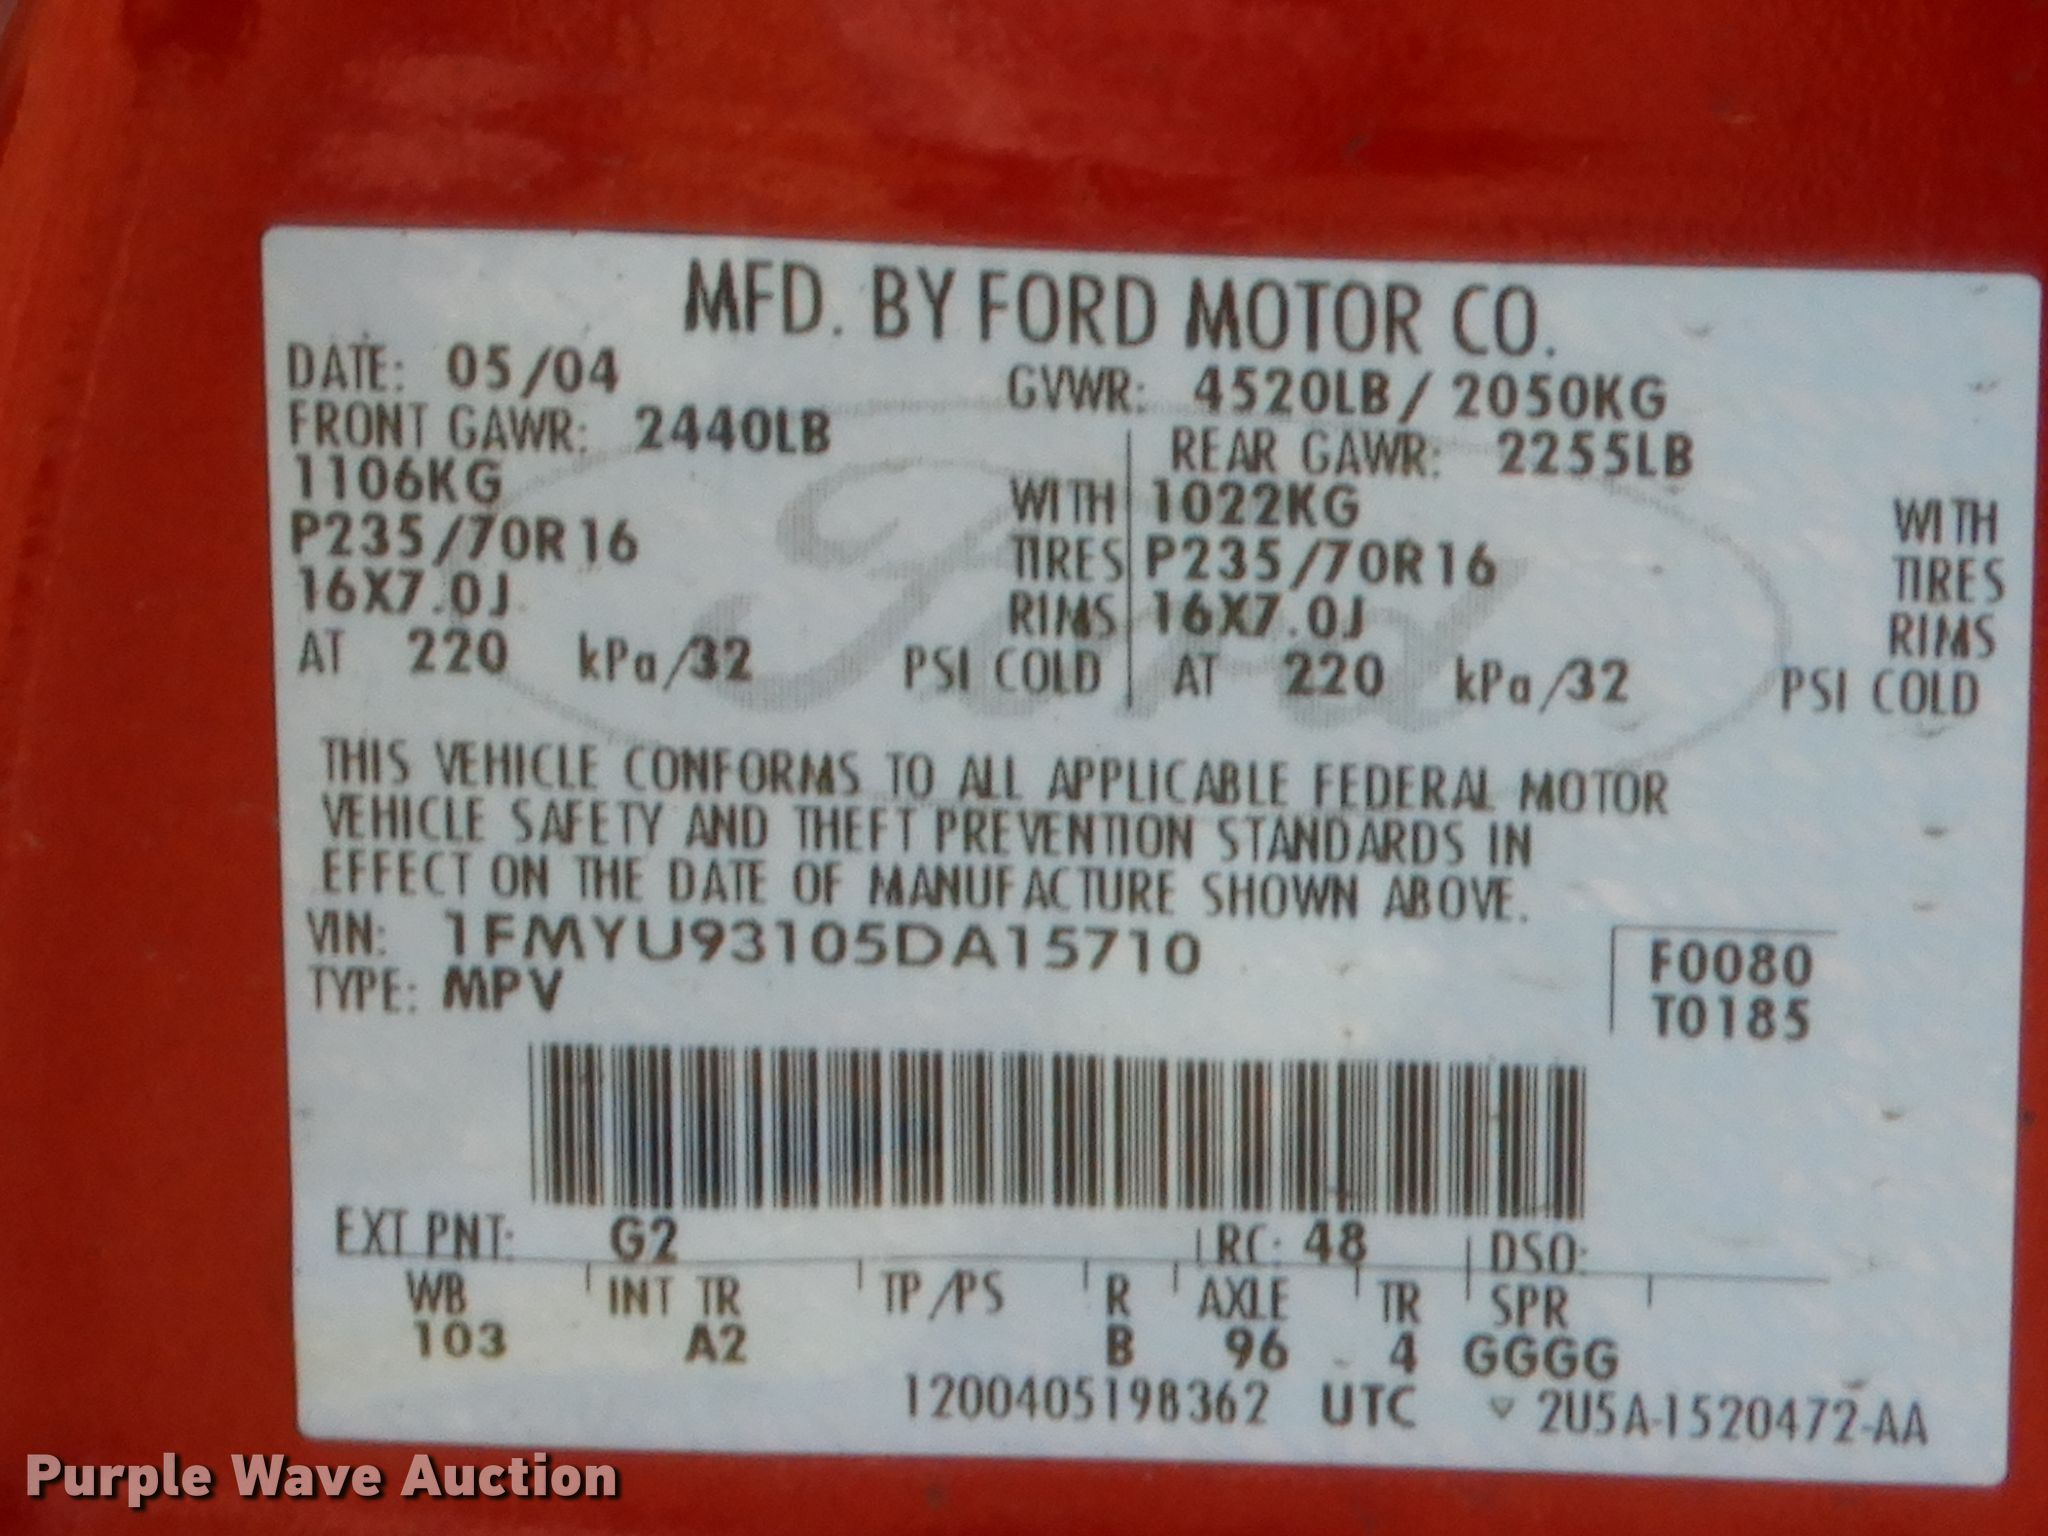 MFD. BY FORD MOTOR CO.
DATE: 05/04 GVWR: 4520LB / 2050KG
FRONT GAWR: 2440LB REAR GAWR: 2255LB
1106KG WITH 1022KG WITH
P235/70R16 TIRES P235/70R16 TIRES
16X7.0J RIMS 16X7.0J RIMS
AT 220 kPa/32 PSI COLD AT 220 kPa/32 PSI COLD
Ford
THIS VEHICLE CONFORMS TO ALL APPLICABLE FEDERAL MOTOR
VEHICLE SAFETY AND THEFT PREVENTION STANDARDS IN
EFFECT ON THE DATE OF MANUFACTURE SHOWN ABOVE.
VIN: 1FMYU93105DA15710 F0080
TYPE: MPV T0185
EXT PNT: G2 RC: 48 DSO:
WB INT TR TP/PS R AXLE TR SPR
103 A2 B 96 4 GGGG
1200405198362 UTC 2U5A-1520472-AA
Purple Wave Auction